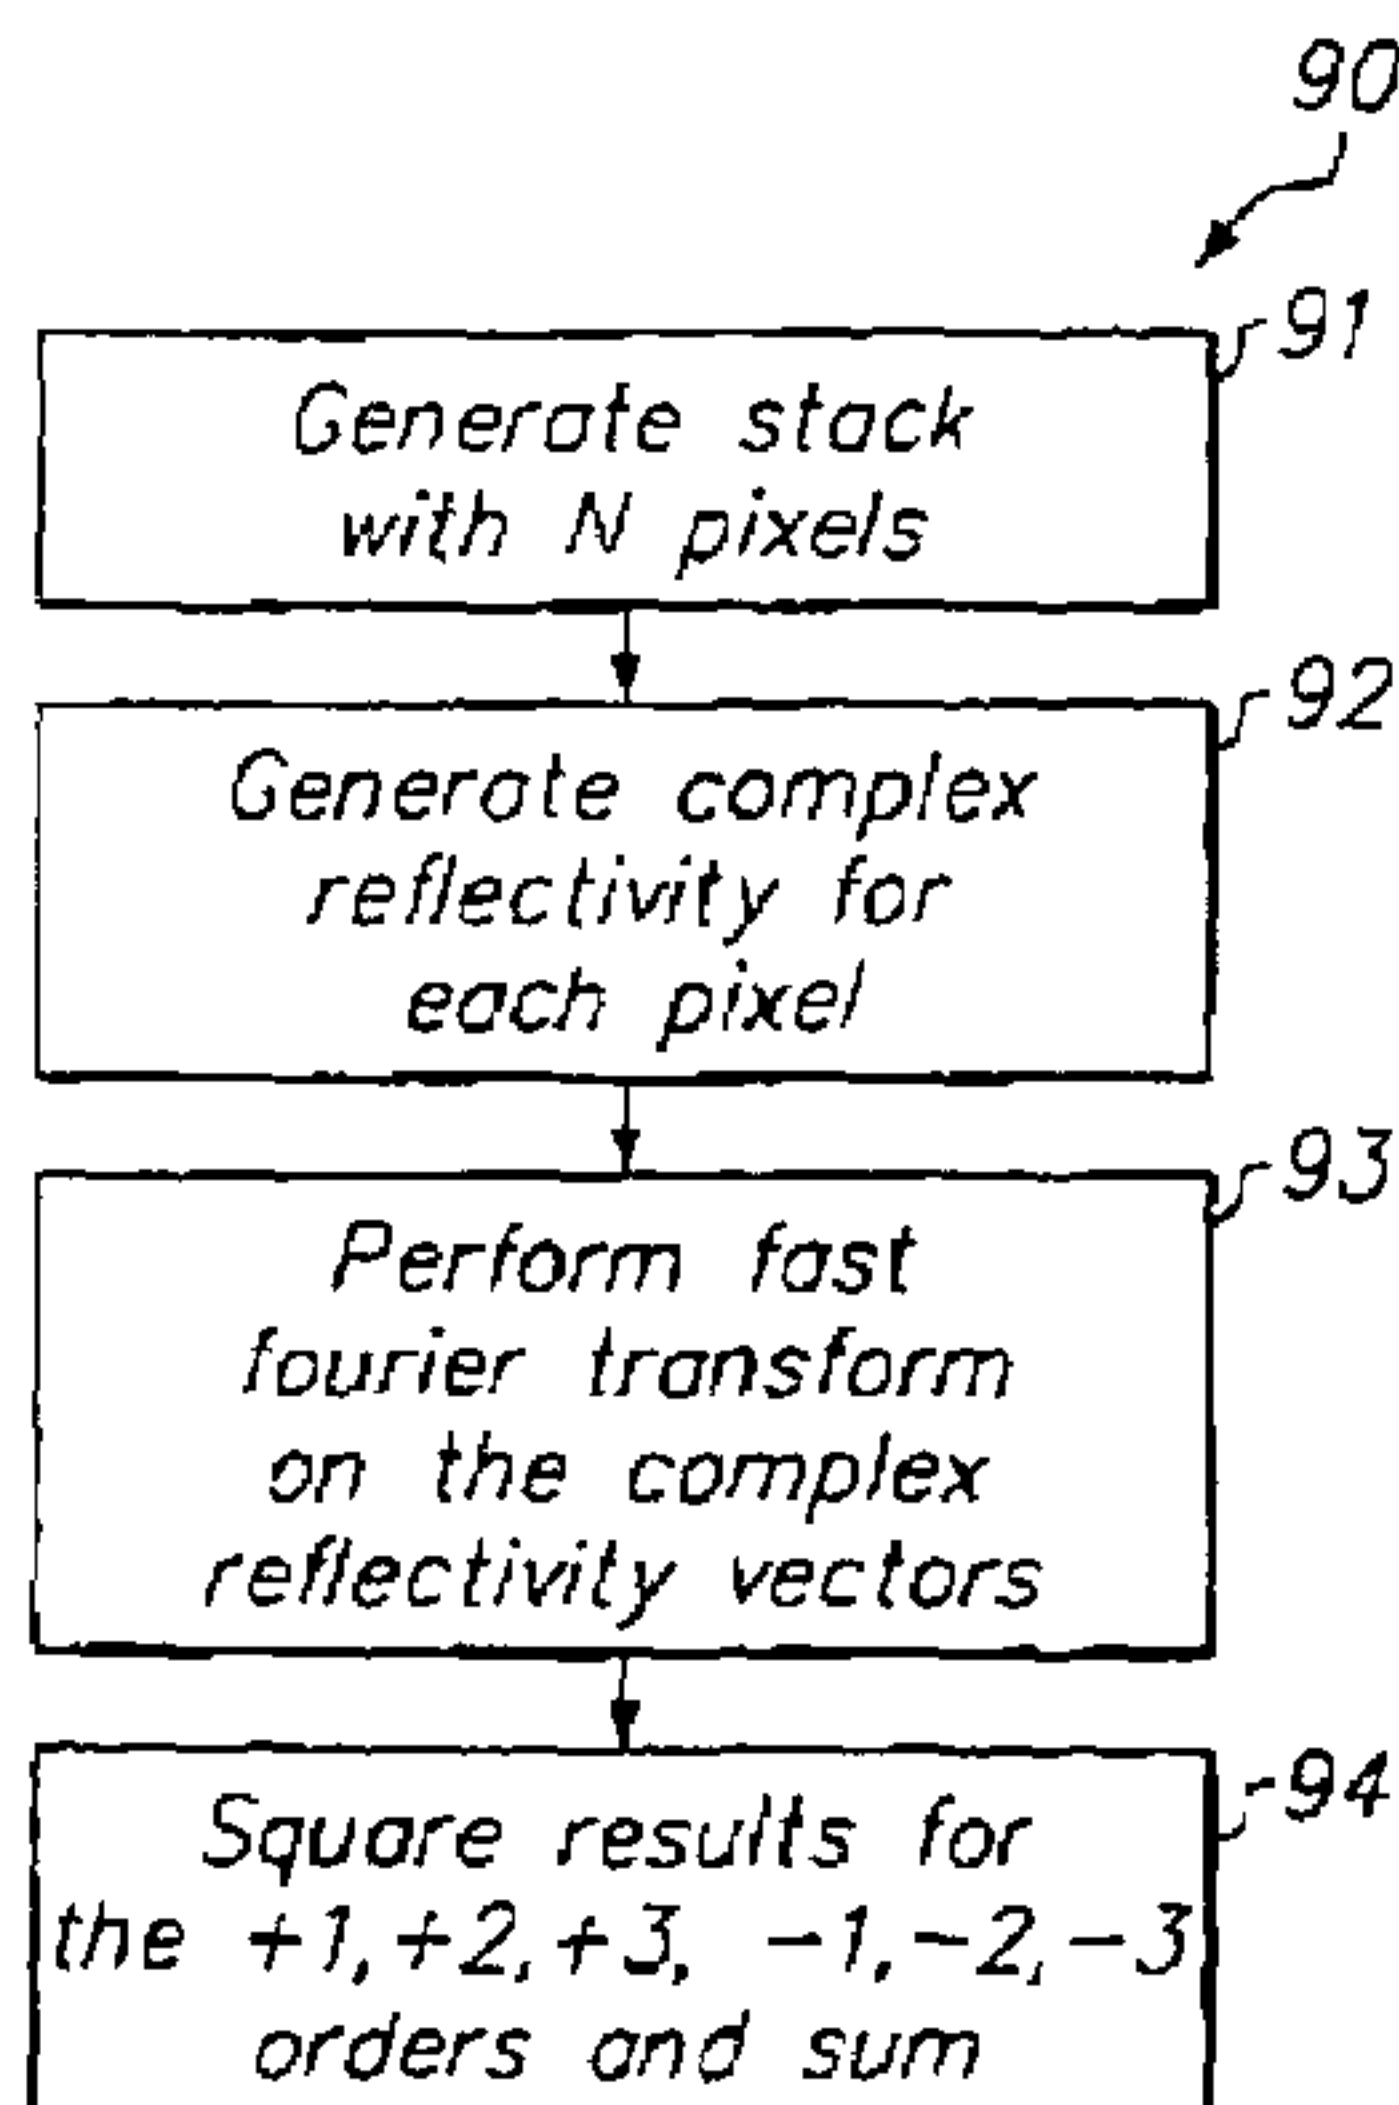 90
91
Generate stack
with N pixels
92
Generate complex
reflectivity for
each pixel
93
Perform fast
fourier transform
on the complex
reflectivity vectors
94
Square results for
the +1,+2,+3, -1,-2,-3
orders and sum